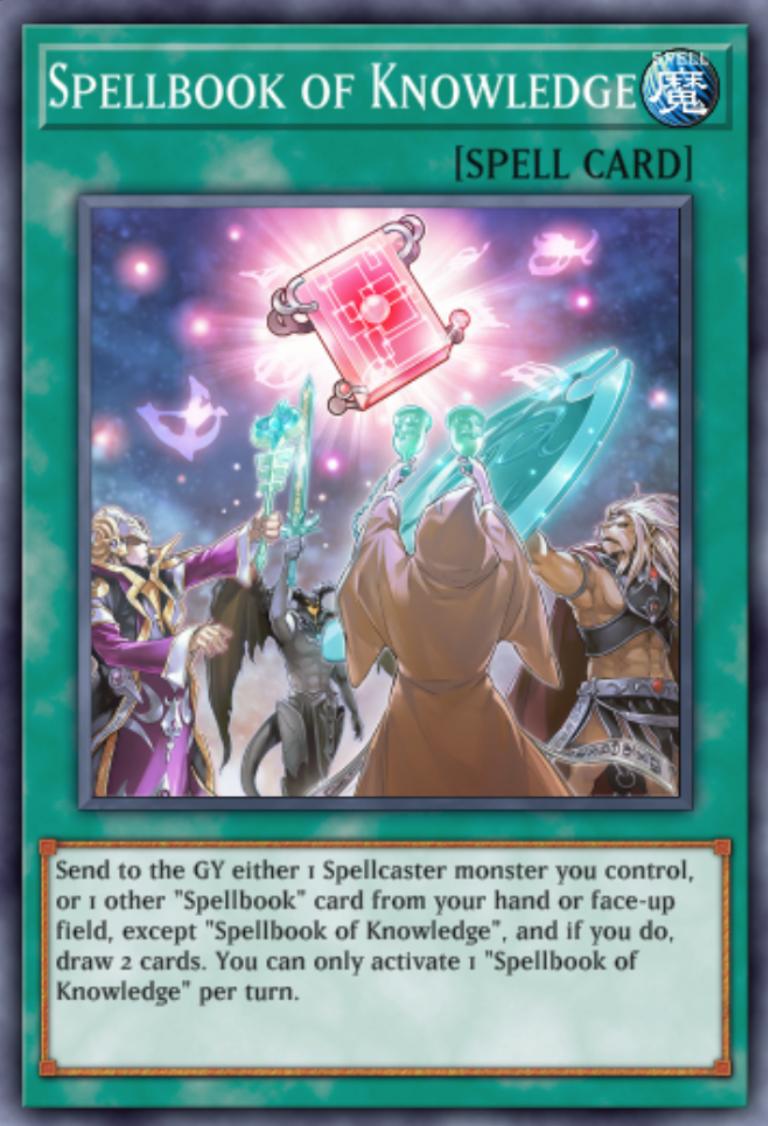 Spellbook of Knowledge
SPELL
魔
[SPELL CARD]
Send to the GY either 1 Spellcaster monster you control,
or 1 other "Spellbook" card from your hand or face-up
field, except "Spellbook of Knowledge", and if you do,
draw 2 cards. You can only activate 1 "Spellbook of
Knowledge" per turn.